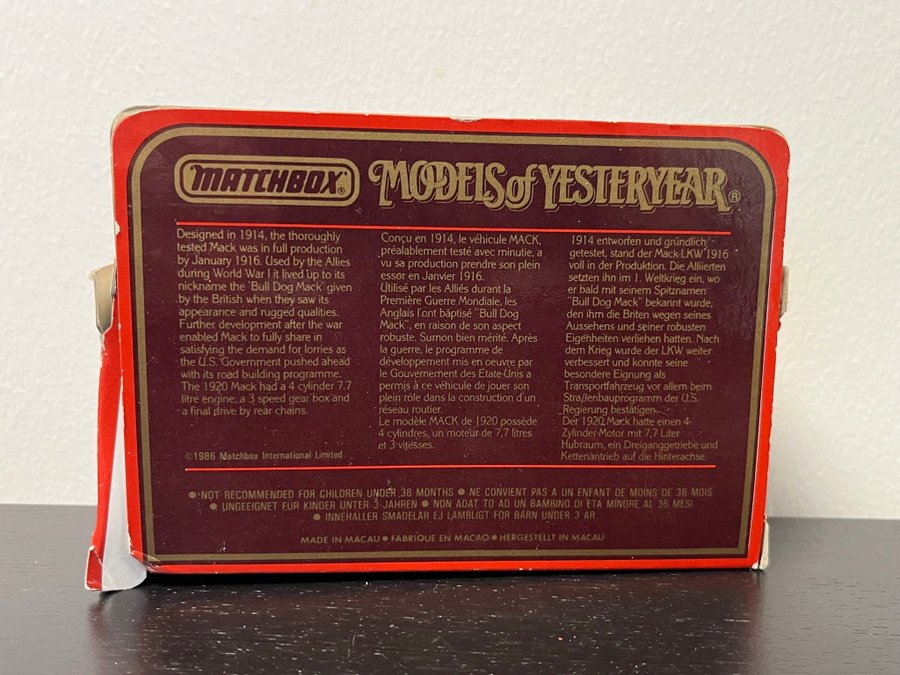 MATCHBOX® MODELS of YESTERYEAR®
Designed in 1914, the thoroughly
tested Mack was in full production
by January 1916. Used by the Allies
during World War I it lived up to its
nickname the 'Bull Dog Mack' given
by the British when they saw its
appearance and rugged qualities.
Further development after the war
enabled Mack to fully share in
satisfying the demand for lorries as
the U.S. Government pushed ahead
with its road building programme.
The 1920 Mack had a 4 cylinder 7.7
litre engine, a 3 speed gear box and
a final drive by rear chains.
©1986 Matchbox International Limited
Conçu en 1914, le véhicule MACK,
préalablement testé avec minutie, a
vu sa production prendre son plein
essor en Janvier 1916.
Utilisé par les Alliés durant la
Première Guerre Mondiale, les
Anglais l'ont bâptisé "Bull Dog
Mack", en raison de son aspect
robuste. Surnon bien mérité. Après
la guerre, le programme de
développement mis en oeuvre par
le Gouvernement des Etats-Unis a
permis à ce véhicule de jouer son
plein rôle dans la construction d'un
réseau routier.
Le modèle MACK de 1920 possède
4 cylindres, un moteur de 7,7 litres
et 3 vitesses.
1914 entworfen und gründlich
getestet, stand der Mack-LKW 1916
voll in der Produktion. Die Alliierten
setzen ihn im 1. Weltkrieg ein, wo
er bald mit seinem Spitznamen
"Bull Dog Mack" bekannt wurde,
den ihm die Briten wegen seines
Aussehens und seiner robusten
Eigenheiten verliehen hatten. Nach
dem Krieg wurde der LKW weiter
verbessert und konnte seine
besondere Eignung als
Transportfahrzeug vor allem beim
Straßenbauprogramm der U.S.
Regierung bestätigen.
Der 1920 Mack hatte einen 4-
Zylinder-Motor mit 7,7 Liter
Hubraum, ein Dreiganggetriebe und
Kettenantrieb auf die Hinterachse.
● NOT RECOMMENDED FOR CHILDREN UNDER 36 MONTHS ● NE CONVIENT PAS A UN ENFANT DE MOINS DE 36 MOIS
● UNGEEIGNET FUR KINDER UNTER 3 JAHREN ● NON ADAT TO AD UN BAMBINO DI ETA MINORE AL 36 MESI
● INNEHALLER SMADELAR EJ LAMBLIGT FOR BARN UNDER 3 AR
MADE IN MACAU ● FABRIQUE EN MACAO ● HERGESTELLT IN MACAU